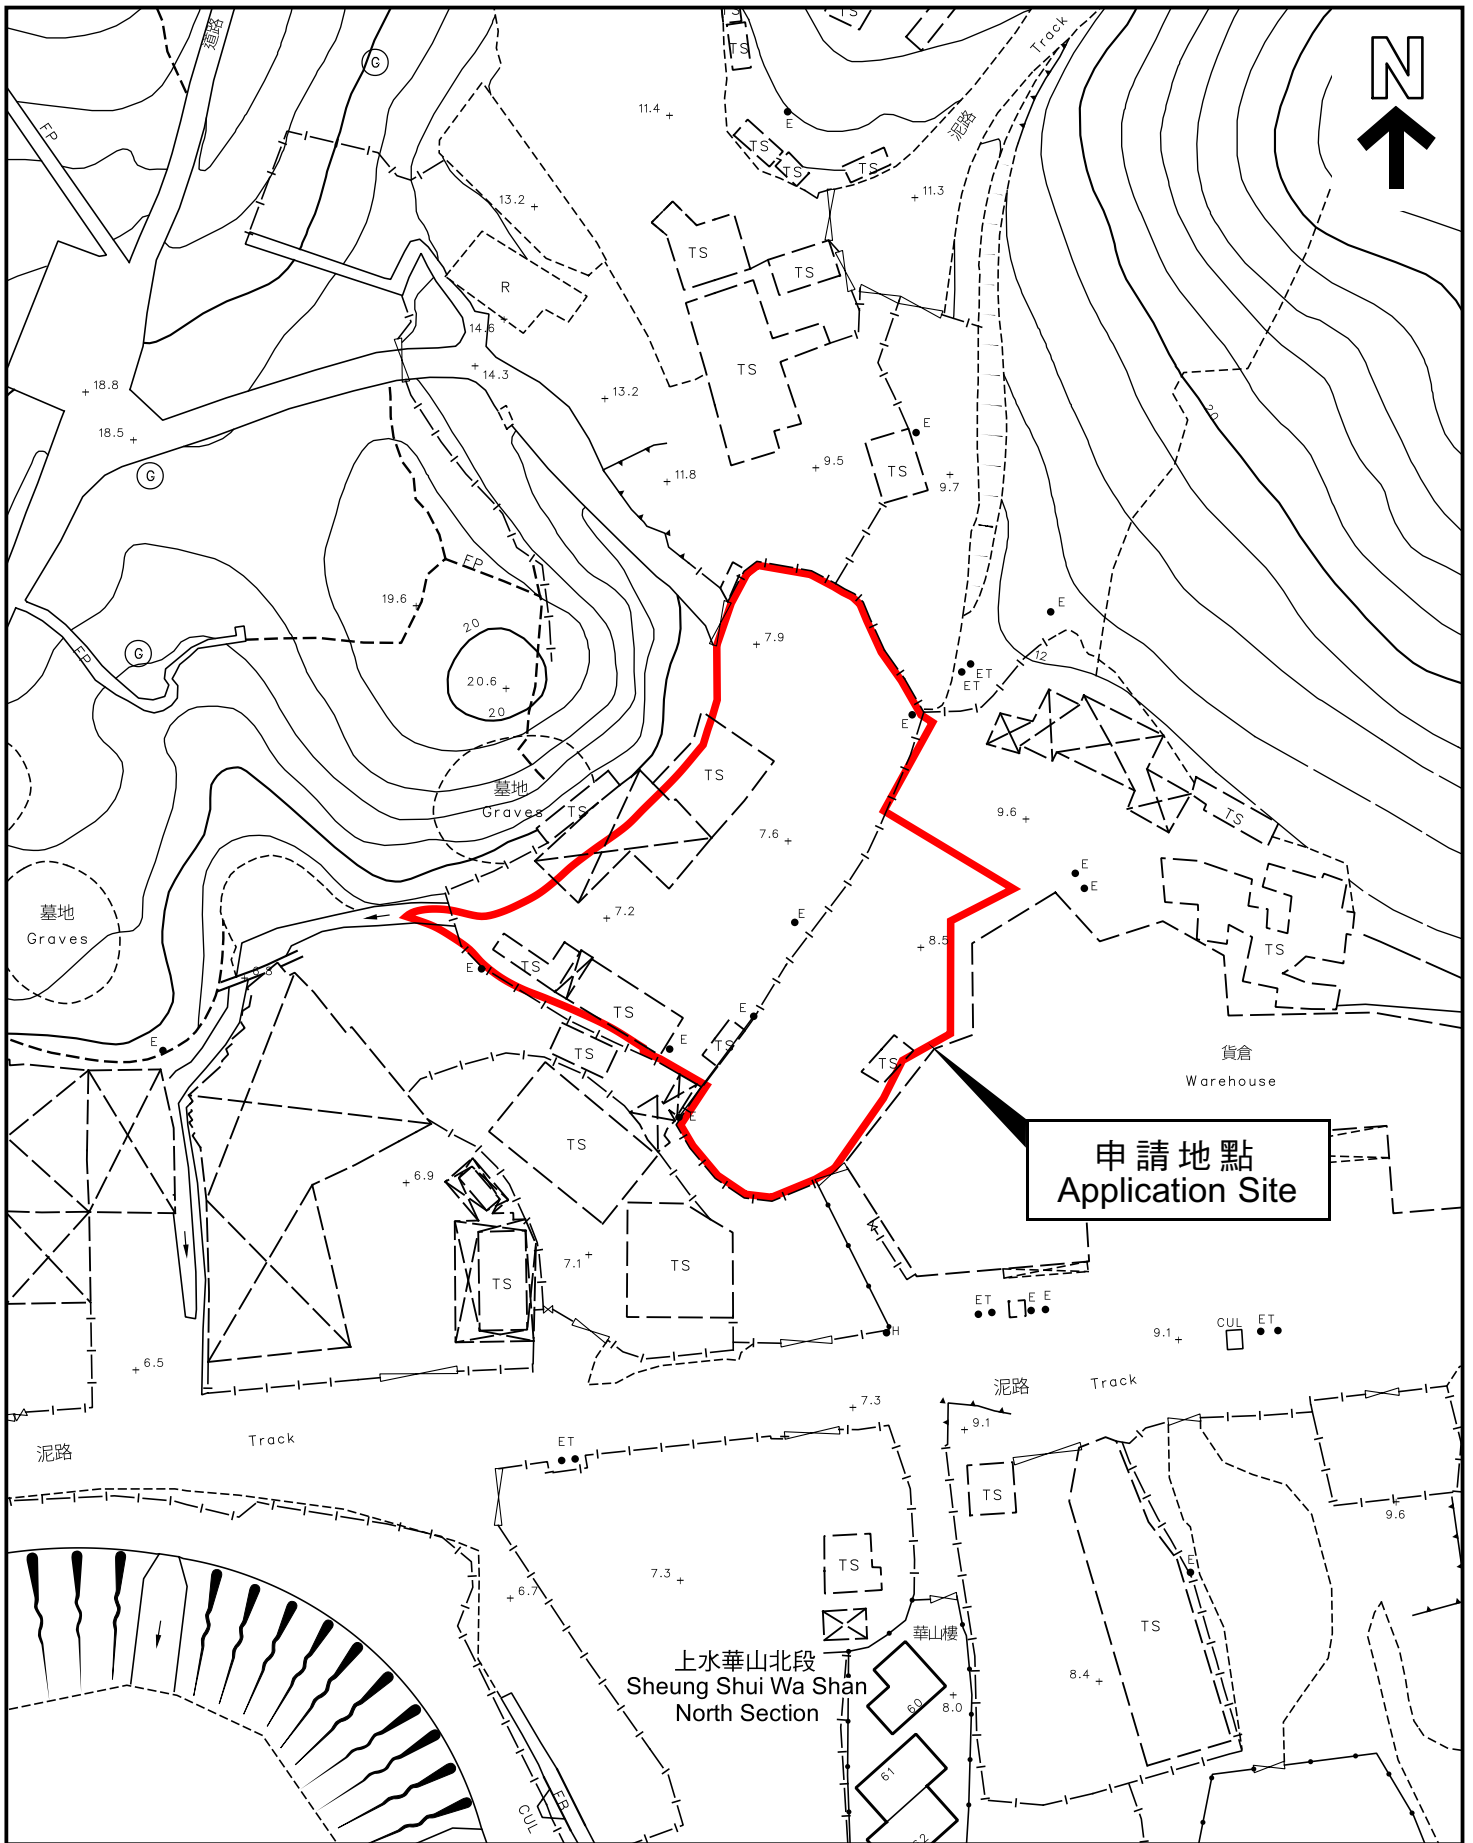 道路
G
TS
TS
TS
Track
N
FP
11.4
E
泥路
TS
TS
TS
13.2
11.3
TS
TS
R
14.6
14.3
TS
18.8
13.2
20
18.5
E
G
11.8
9.5
TS
9.7
FP
19.6
20
E
FP
G
7.9
12
ET
ET
20.6
20
E
墓地
Graves
TS
TS
9.6
TS
7.6
E
E
墓地
Graves
7.2
E
8.5
TS
E
TS
6.8
TS
E
E
TS
E
TS
TS
貨倉
Warehouse
E
TS
申請地點
Application Site
6.9
7.1
TS
TS
ET
E
E
CUL
ET
H
9.1
6.5
泥路
Track
7.3
9.1
泥路
Track
ET
TS
9.6
TS
E
7.3
6.7
TS
華山樓
上水華山北段
Sheung Shui Wa Shan
North Section
8.4
60
8.0
61
62
CUL
FB